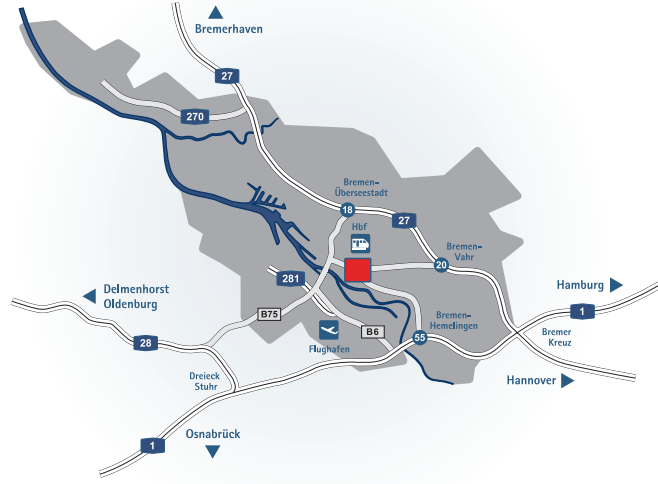 Bremerhaven
27
270
Bremen-
Überseestadt
18
27
Hbf
Bremen-
Vahr
20
281
Delmenhorst
Oldenburg
Hamburg
1
B75
Bremen-
Hemelingen
B6
55
Flughafen
Bremer
Kreuz
28
Dreieck
Stuhr
Hannover
Osnabrück
1